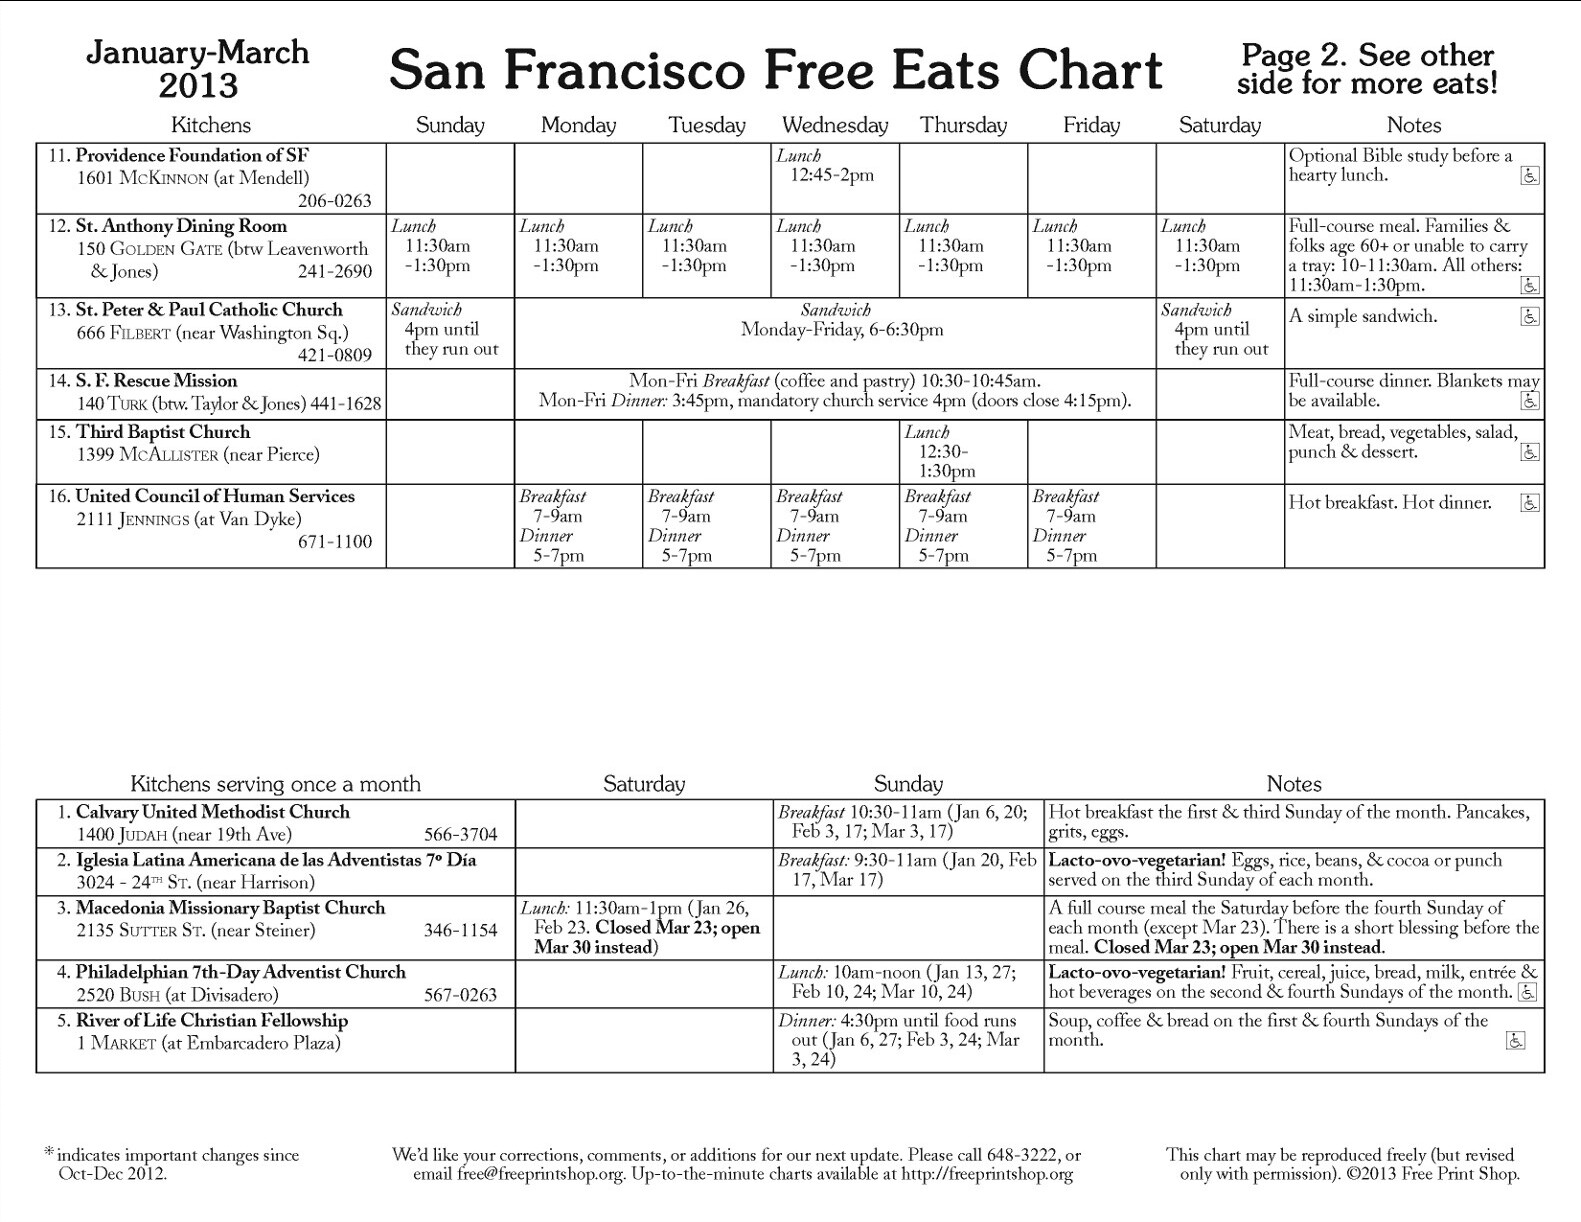 January-March
2013
San Francisco Free Eats Chart
Page 2. See other
side for more eats!
Kitchens Sunday Monday Tuesday Wednesday Thursday Friday Saturday Notes
11. Providence Foundation of SF
1601 McKinnon (at Mendell)
206-0263
Lunch
12:45-2pm
Optional Bible study before a
hearty lunch.
12. St. Anthony Dining Room
150 Golden Gate (btw Leavenworth
& Jones) 241-2690
Lunch
11:30am
-1:30pm
Lunch
11:30am
-1:30pm
Lunch
11:30am
-1:30pm
Lunch
11:30am
-1:30pm
Lunch
11:30am
-1:30pm
Lunch
11:30am
-1:30pm
Lunch
11:30am
-1:30pm
Full-course meal. Families &
folks age 60+ or unable to carry
a tray: 10-11:30am. All others:
11:30am-1:30pm.
13. St. Peter & Paul Catholic Church
666 Filbert (near Washington Sq.)
421-0809
Sandwich
4pm until
they run out
Sandwich
Monday-Friday, 6-6:30pm
Sandwich
4pm until
they run out
A simple sandwich.
14. S. F. Rescue Mission
140 Turk (btw. Taylor & Jones) 441-1628
Mon-Fri Breakfast (coffee and pastry) 10:30-10:45am.
Mon-Fri Dinner: 3:45pm, mandatory church service 4pm (doors close 4:15pm).
Full-course dinner. Blankets may
be available.
15. Third Baptist Church
1399 McAllister (near Pierce)
Lunch
12:30-
1:30pm
Meat, bread, vegetables, salad,
punch & dessert.
16. United Council of Human Services
2111 Jennings (at Van Dyke)
671-1100
Breakfast
7-9am
Dinner
5-7pm
Breakfast
7-9am
Dinner
5-7pm
Breakfast
7-9am
Dinner
5-7pm
Breakfast
7-9am
Dinner
5-7pm
Breakfast
7-9am
Dinner
5-7pm
Hot breakfast. Hot dinner.
Kitchens serving once a month Saturday Sunday Notes
1. Calvary United Methodist Church
1400 Judah (near 19th Ave) 566-3704
Breakfast 10:30-11am (Jan 6, 20;
Feb 3, 17; Mar 3, 17)
Hot breakfast the first & third Sunday of the month. Pancakes,
grits, eggs.
2. Iglesia Latina Americana de las Adventistas 7º Día
3024 - 24TH St. (near Harrison)
Breakfast: 9:30-11am (Jan 20, Feb
17, Mar 17)
Lacto-ovo-vegetarian! Eggs, rice, beans, & cocoa or punch
served on the third Sunday of each month.
3. Macedonia Missionary Baptist Church
2135 Sutter St. (near Steiner) 346-1154
Lunch: 11:30am-1pm (Jan 26,
Feb 23. Closed Mar 23; open
Mar 30 instead)
A full course meal the Saturday before the fourth Sunday of
each month (except Mar 23). There is a short blessing before the
meal. Closed Mar 23; open Mar 30 instead.
4. Philadelphian 7th-Day Adventist Church
2520 Bush (at Divisadero) 567-0263
Lunch: 10am-noon (Jan 13, 27;
Feb 10, 24; Mar 10, 24)
Lacto-ovo-vegetarian! Fruit, cereal, juice, bread, milk, entrée &
hot beverages on the second & fourth Sundays of the month.
5. River of Life Christian Fellowship
1 Market (at Embarcadero Plaza)
Dinner: 4:30pm until food runs
out (Jan 6, 27; Feb 3, 24; Mar
3, 24)
Soup, coffee & bread on the first & fourth Sundays of the
month.
*indicates important changes since
Oct-Dec 2012.
We'd like your corrections, comments, or additions for our next update. Please call 648-3222, or
email free@freeprintshop.org. Up-to-the-minute charts available at http://freeprintshop.org
This chart may be reproduced freely (but revised
only with permission). ©2013 Free Print Shop.